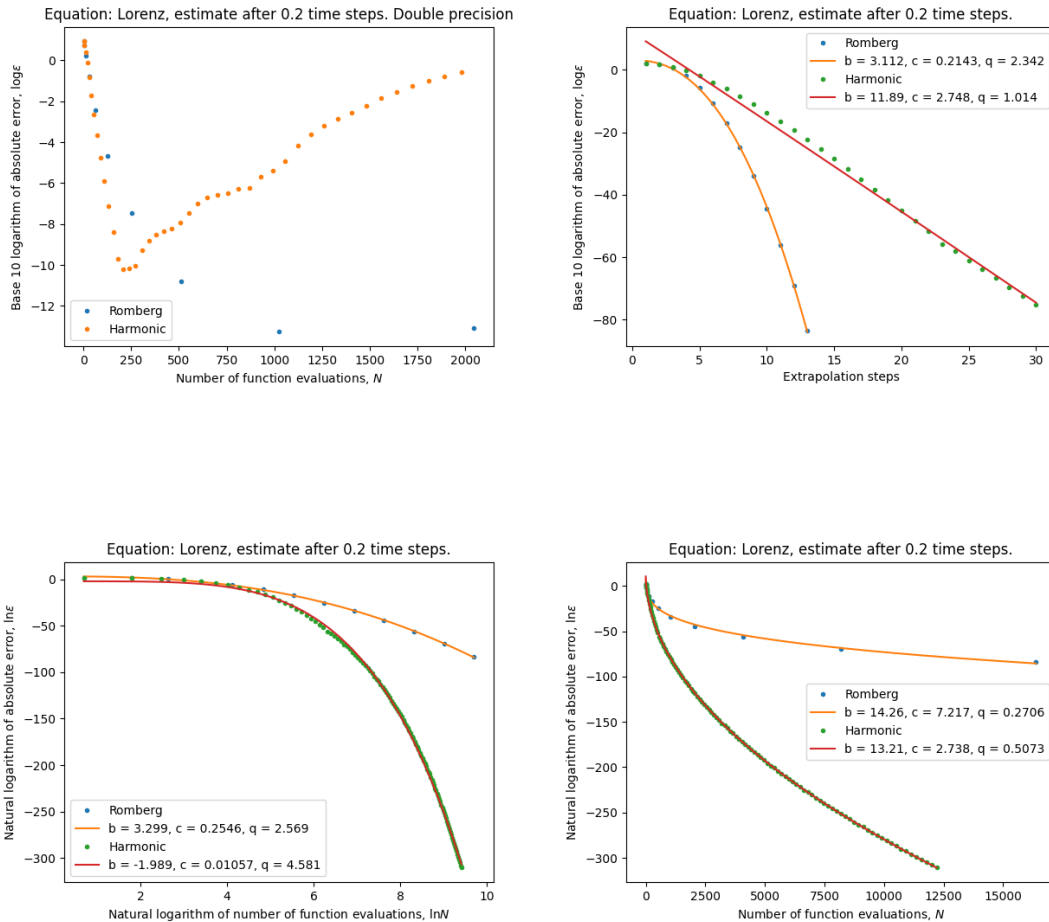 Equation: Lorenz, estimate after 0.2 time steps. Double precision
0
−2
−4
−6
−8
−10
−12
Base 10 logarithm of absolute error, logε
Romberg
Harmonic
0 250 500 750 1000 1250 1500 1750 2000
Number of function evaluations, N
Equation: Lorenz, estimate after 0.2 time steps.
20
0
−20
−40
−60
−80
Base 10 logarithm of absolute error, logε
Romberg
b = 3.112, c = 0.2143, q = 2.342
Harmonic
b = 11.89, c = 2.748, q = 1.014
0 5 10 15 20 25 30
Extrapolation steps
Equation: Lorenz, estimate after 0.2 time steps.
0
−50
−100
−150
−200
−250
−300
Natural logarithm of absolute error, lnε
Romberg
b = 3.299, c = 0.2546, q = 2.569
Harmonic
b = -1.989, c = 0.01057, q = 4.581
2 4 6 8 10
Natural logarithm of number of function evaluations, lnN
Equation: Lorenz, estimate after 0.2 time steps.
0
−50
−100
−150
−200
−250
−300
Natural logarithm of absolute error, lnε
Romberg
b = 14.26, c = 7.217, q = 0.2706
Harmonic
b = 13.21, c = 2.738, q = 0.5073
0 2500 5000 7500 10000 12500 15000
Number of function evaluations, N